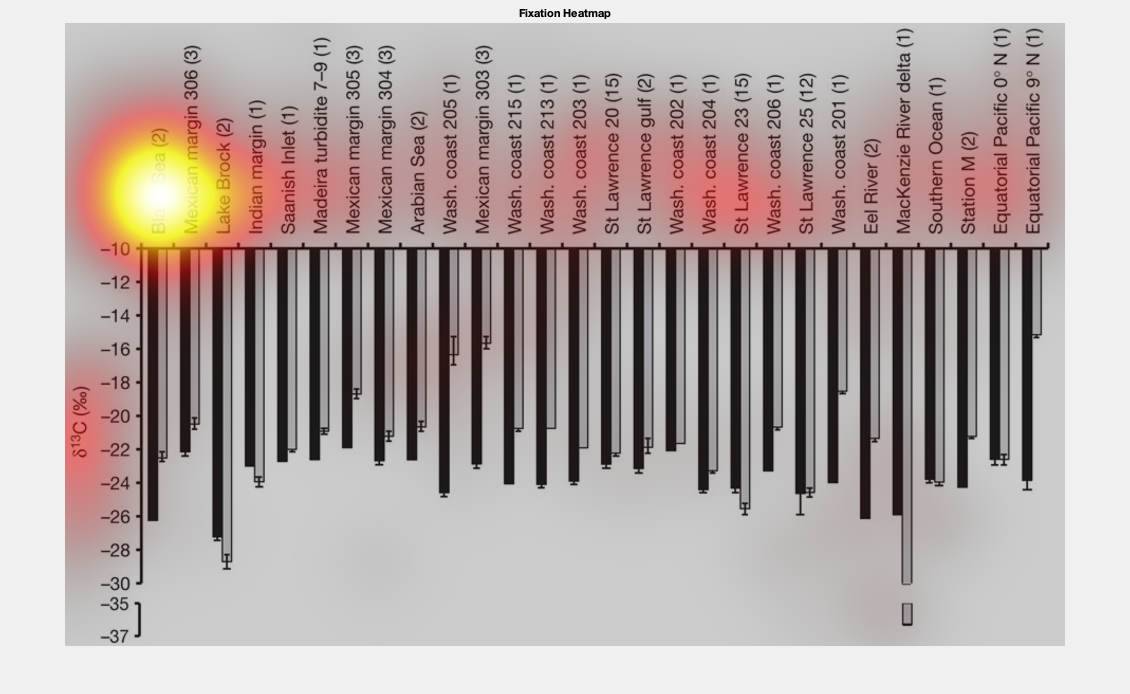 Fixation Heatmap
Sea (2)
Mexican margin 306 (3)
Lake Brock (2)
Indian margin (1)
Saanish Inlet (1)
Madeira turbidite 7–9 (1)
Mexican margin 305 (3)
Mexican margin 304 (3)
Arabian Sea (2)
Wash. coast 205 (1)
Mexican margin 303 (3)
Wash. coast 215 (1)
Wash. coast 213 (1)
Wash. coast 203 (1)
St Lawrence 20 (15)
St Lawrence gulf (2)
Wash. coast 202 (1)
Wash. coast 204 (1)
St Lawrence 23 (15)
Wash. coast 206 (1)
St Lawrence 25 (12)
Wash. coast 201 (1)
Eel River (2)
MacKenzie River delta (1)
Southern Ocean (1)
Station M (2)
Equatorial Pacific 0° N (1)
Equatorial Pacific 9° N (1)
–10
–12
–14
–16
–18
–20
–22
–24
–26
–28
–30
–35
–37
δ¹³C (‰)